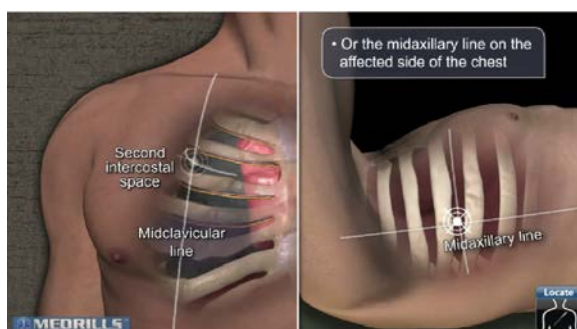 Second
intercostal
space
Midclavicular
line
MEDRILLS
• Or the midaxillary line on the
affected side of the chest
Midaxillary line
Locate